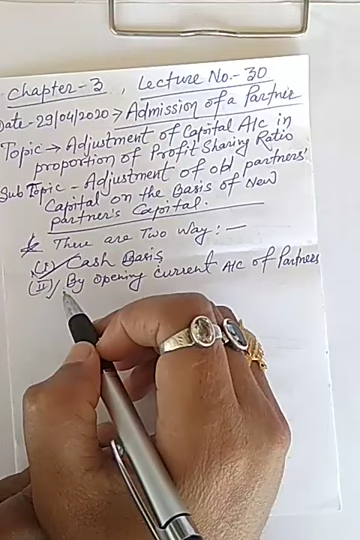 Chapter-3, Lecture No.-30
Date-29/04/2020 → Admission of a Partner
Topic → Adjustment of Capital A/c in
proportion of Profit Sharing Ratio
Sub Topic - Adjustment of old partners'
Capital on the Basis of New
partner's Capital.
* There are Two Way:-
(I) Cash Basis
(II) By opening current A/c of Partners